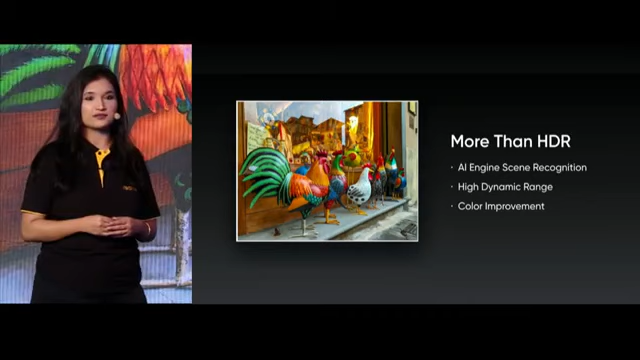 More Than HDR
· AI Engine Scene Recognition
· High Dynamic Range
· Color Improvement